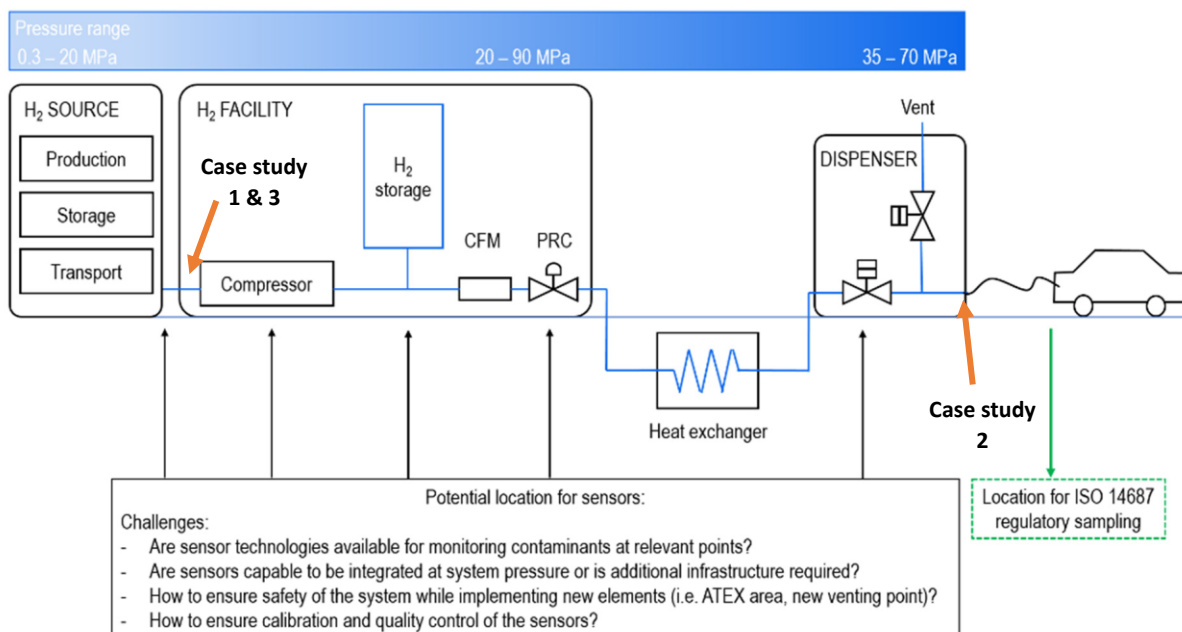 Pressure range
0.3 – 20 MPa
20 – 90 MPa
35 – 70 MPa
H₂ SOURCE
Production
Storage
Transport
Case study
1 & 3
H₂ FACILITY
Compressor
H₂
storage
CFM
PRC
Heat exchanger
DISPENSER
Vent
Case study
2
Potential location for sensors:
Challenges:
- Are sensor technologies available for monitoring contaminants at relevant points?
- Are sensors capable to be integrated at system pressure or is additional infrastructure required?
- How to ensure safety of the system while implementing new elements (i.e. ATEX area, new venting point)?
- How to ensure calibration and quality control of the sensors?
Location for ISO 14687
regulatory sampling